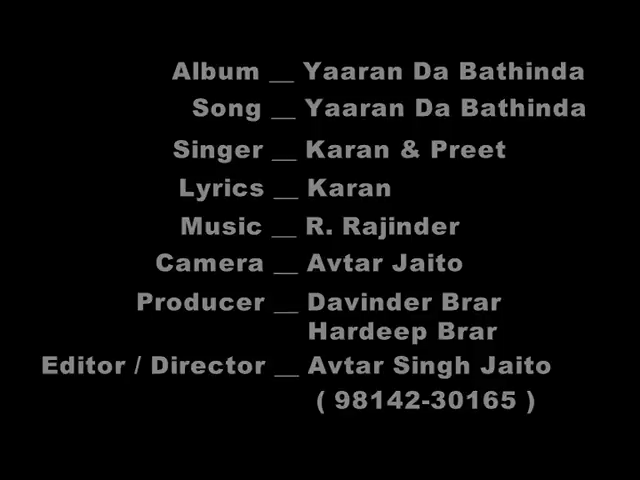 Album __ Yaaran Da Bathinda
Song __ Yaaran Da Bathinda
Singer __ Karan & Preet
Lyrics __ Karan
Music __ R. Rajinder
Camera __ Avtar Jaito
Producer __ Davinder Brar
Hardeep Brar
Editor / Director __ Avtar Singh Jaito
( 98142-30165 )